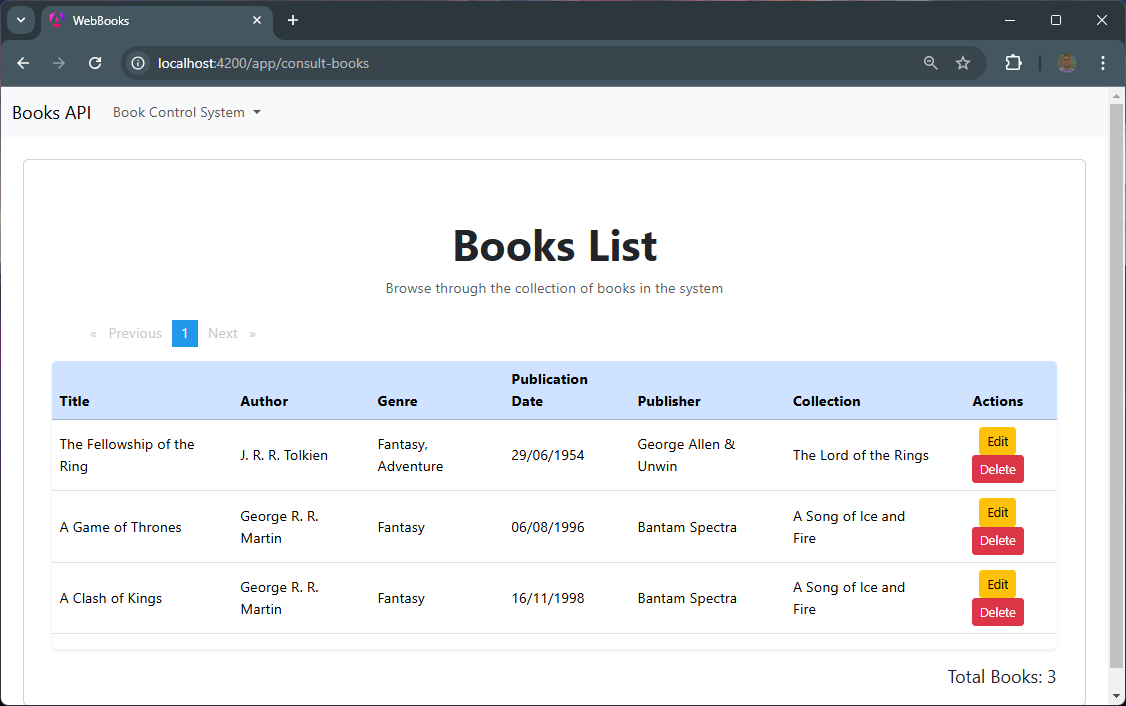 WebBooks
localhost:4200/app/consult-books
Books API Book Control System
Books List
Browse through the collection of books in the system
« Previous 1 Next »
Title Author Genre Publication Date Publisher Collection Actions
The Fellowship of the Ring J. R. R. Tolkien Fantasy, Adventure 29/06/1954 George Allen & Unwin The Lord of the Rings Edit Delete
A Game of Thrones George R. R. Martin Fantasy 06/08/1996 Bantam Spectra A Song of Ice and Fire Edit Delete
A Clash of Kings George R. R. Martin Fantasy 16/11/1998 Bantam Spectra A Song of Ice and Fire Edit Delete
Total Books: 3